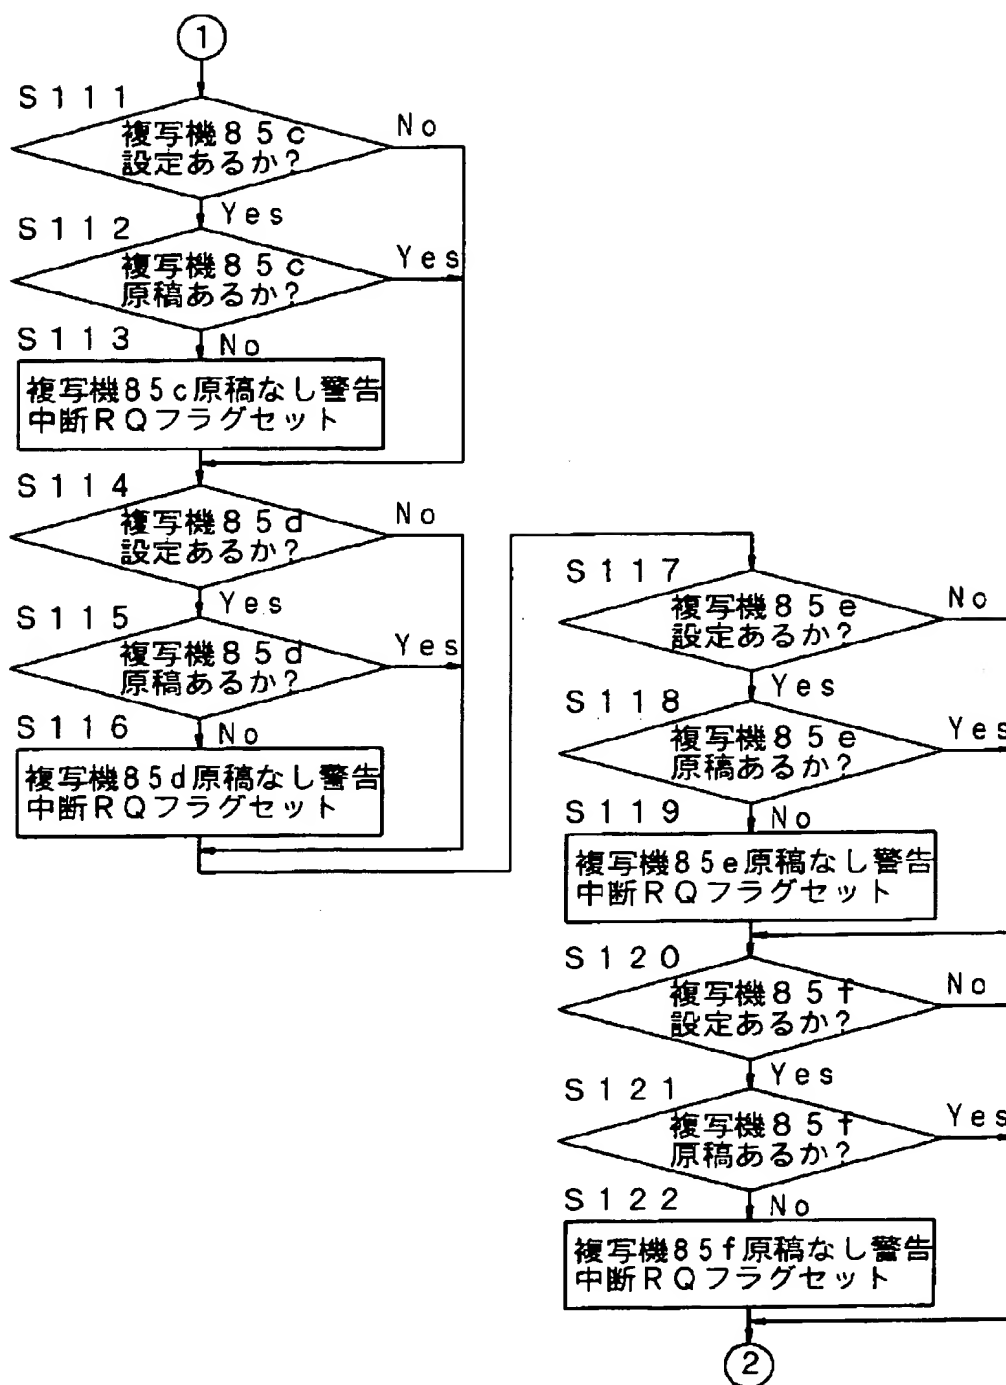 1
S111
複写機85c
設定あるか?
No
Yes
S112
複写機85c
原稿あるか?
Yes
No
S113
複写機85c原稿なし警告
中断RQフラグセット
S114
複写機85d
設定あるか?
No
Yes
S115
複写機85d
原稿あるか?
Yes
No
S116
複写機85d原稿なし警告
中断RQフラグセット
S117
複写機85e
設定あるか?
No
Yes
S118
複写機85e
原稿あるか?
Yes
No
S119
複写機85e原稿なし警告
中断RQフラグセット
S120
複写機85f
設定あるか?
No
Yes
S121
複写機85f
原稿あるか?
Yes
No
S122
複写機85f原稿なし警告
中断RQフラグセット
2